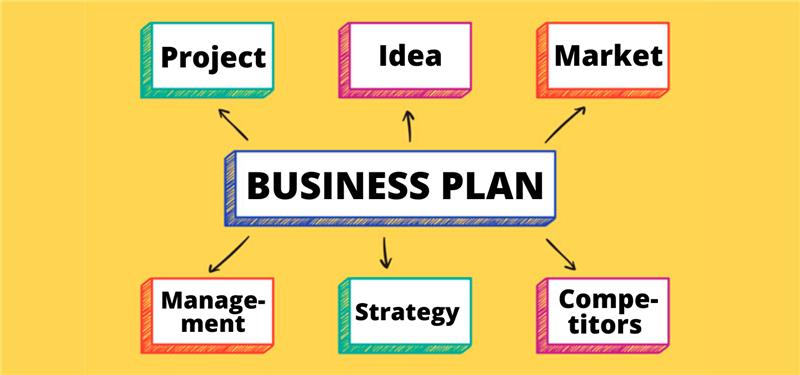 Project
Idea
Market
BUSINESS PLAN
Manage-
ment
Strategy
Compe-
titors